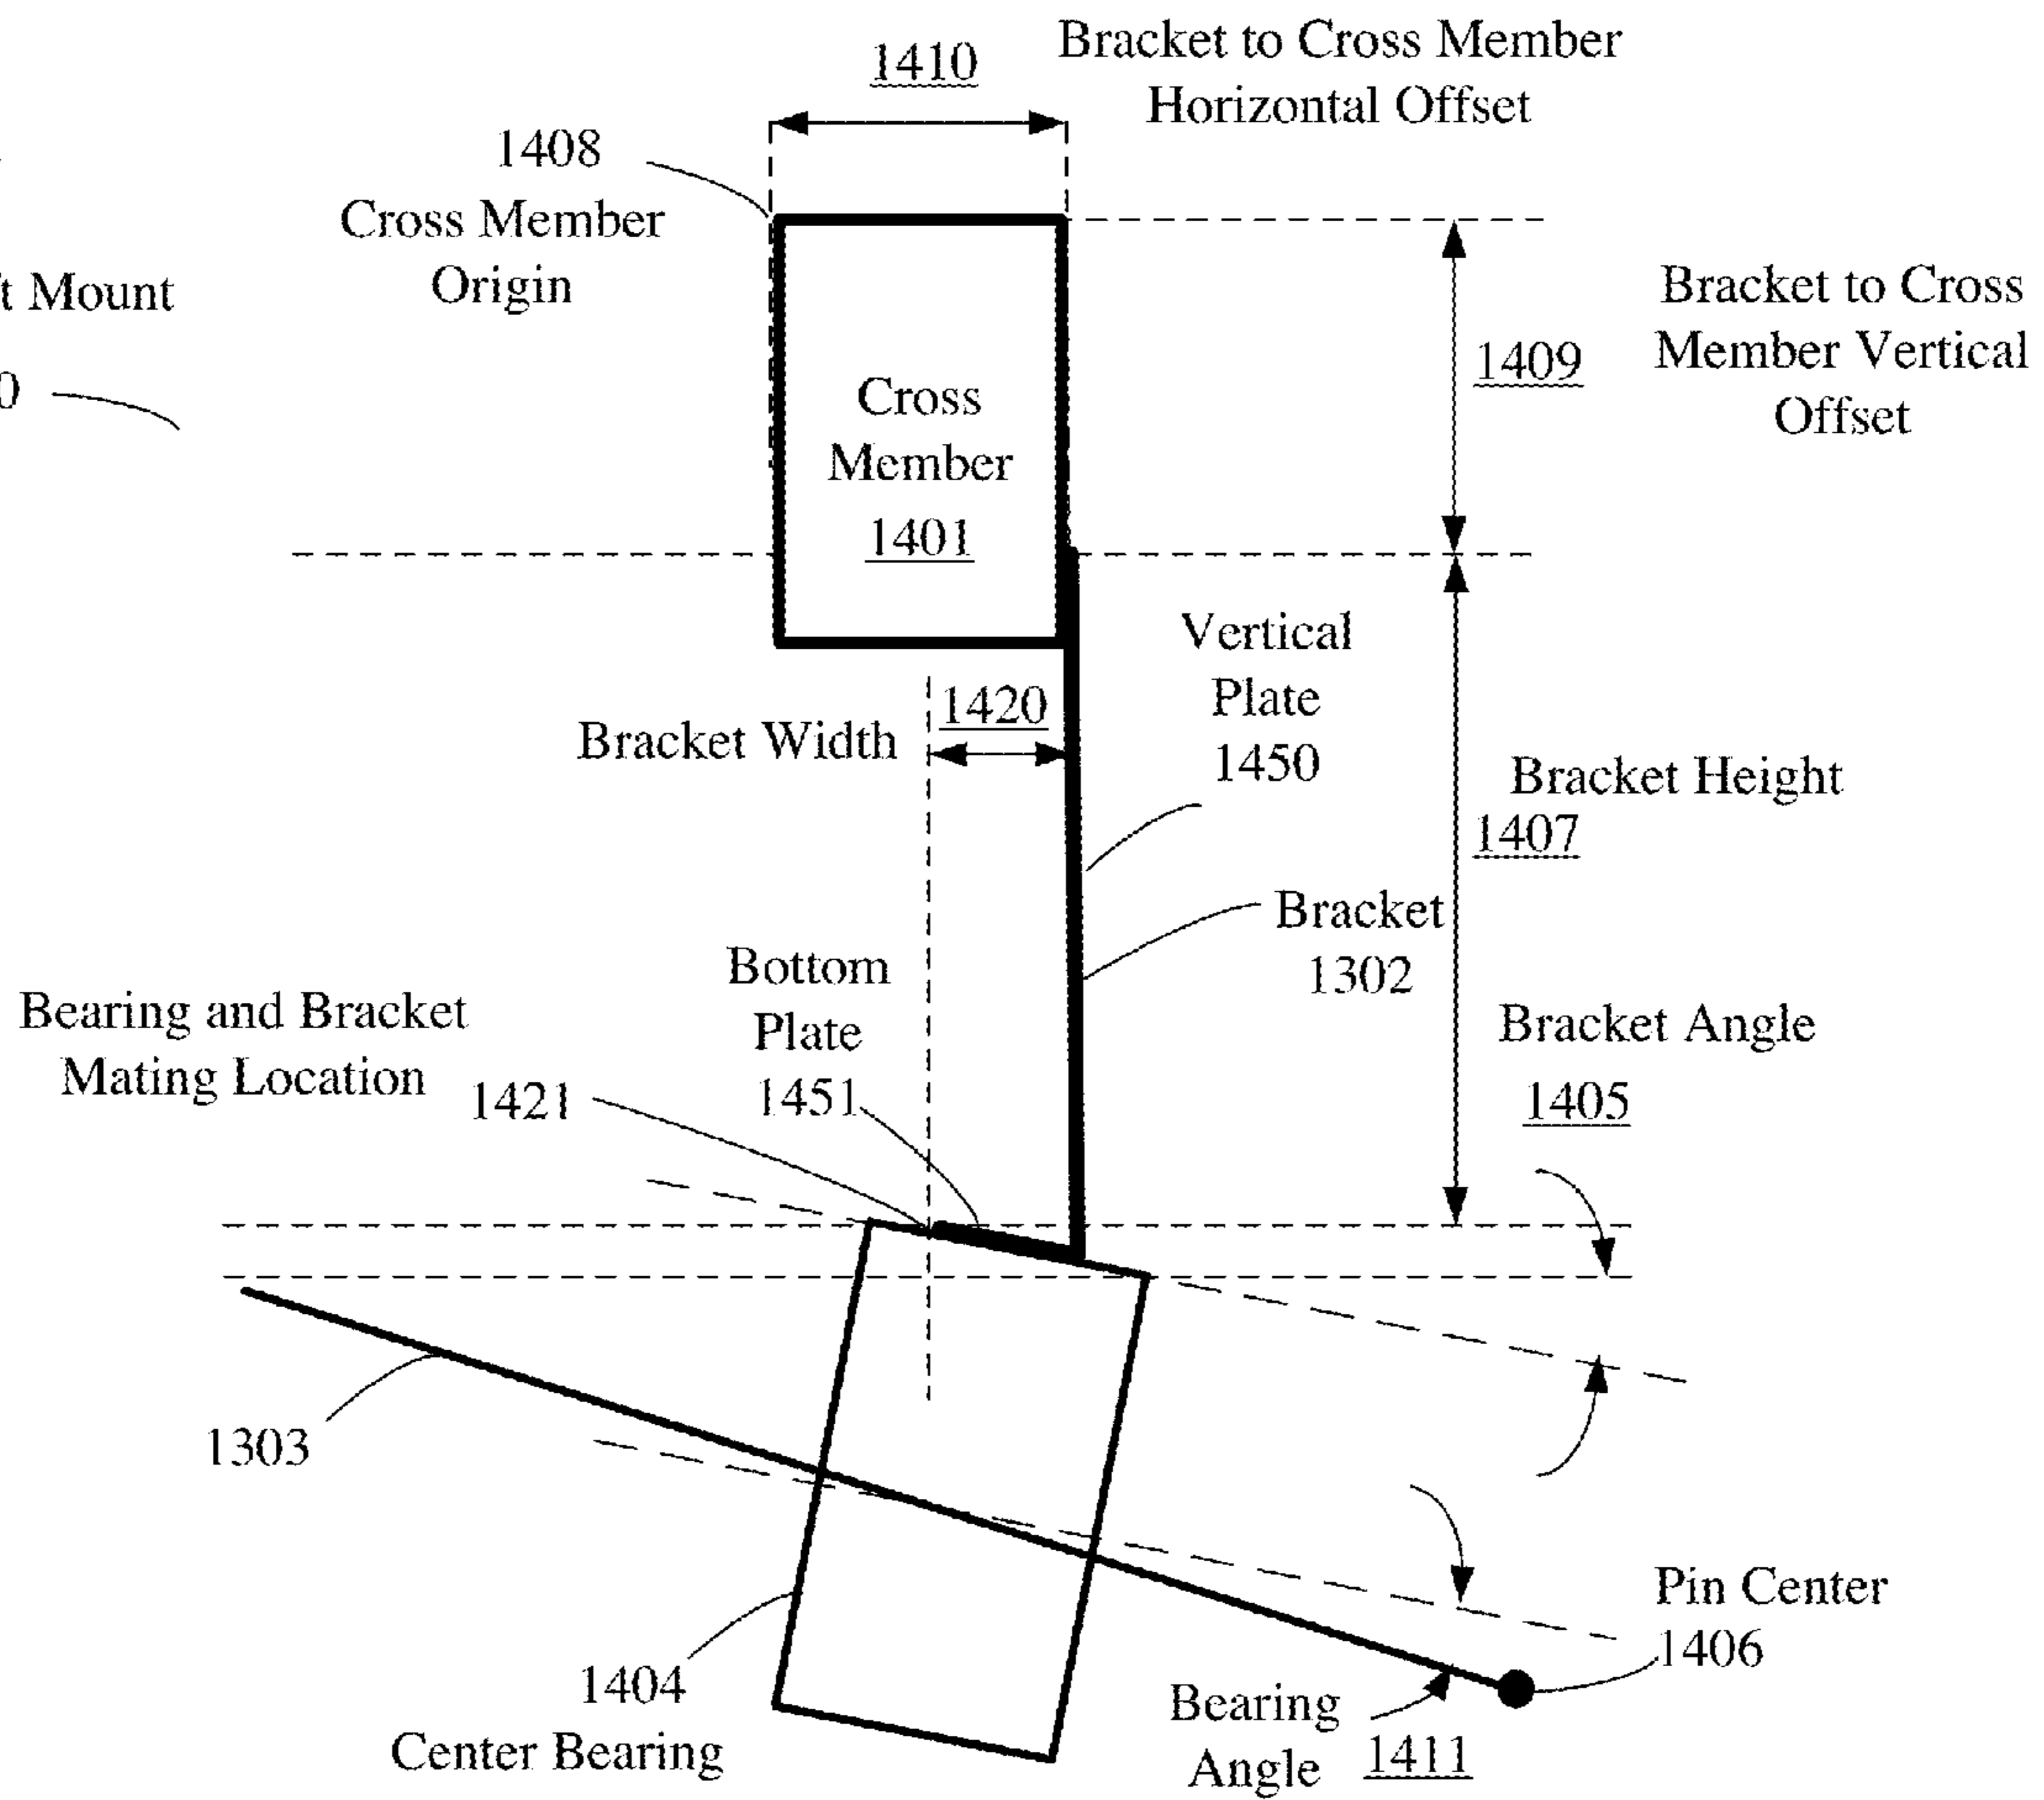 1410
Bracket to Cross Member
Horizontal Offset
1408
Cross Member
Origin
t Mount
0
Cross
Member
1401
1409
Bracket to Cross
Member Vertical
Offset
Vertical
Plate
1450
1420
Bracket Width
Bracket Height
1407
Bracket
1302
Bottom
Plate
1451
Bearing and Bracket
Mating Location
1421
Bracket Angle
1405
1303
1404
Center Bearing
Pin Center
1406
Bearing
Angle
1411